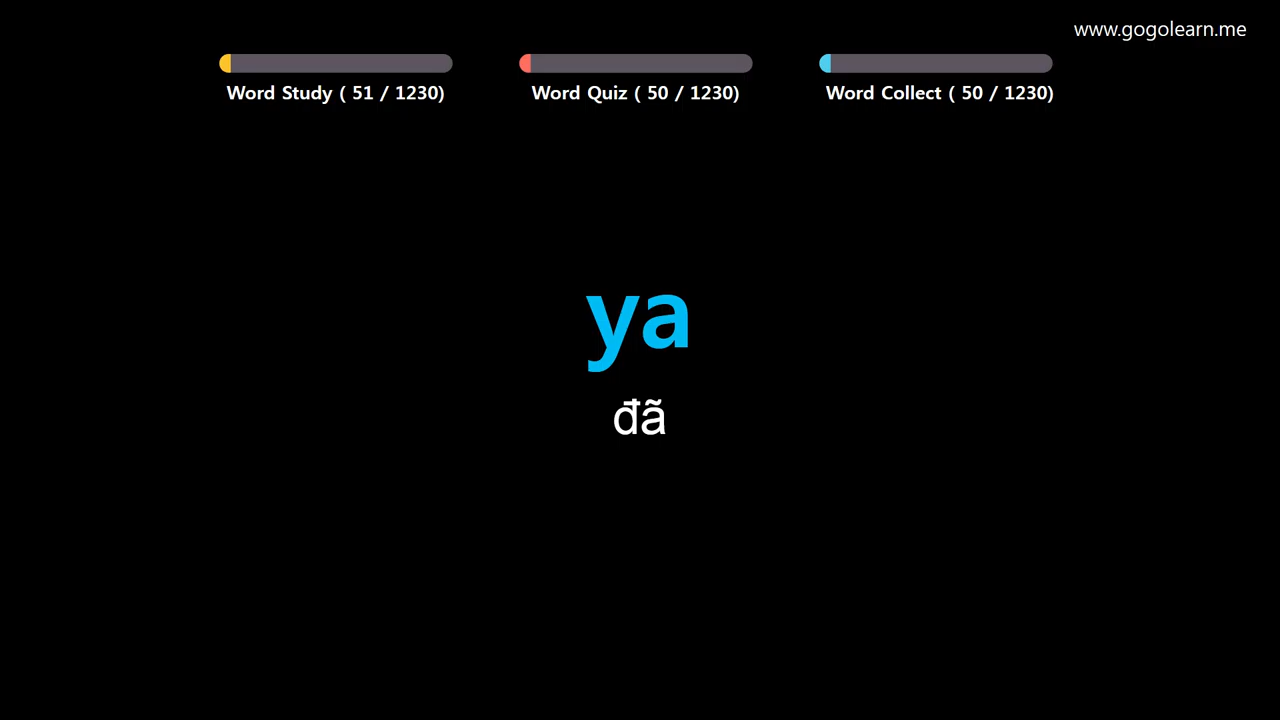 www.gogolearn.me
Word Study ( 51 / 1230)
Word Quiz ( 50 / 1230)
Word Collect ( 50 / 1230)
ya
đã